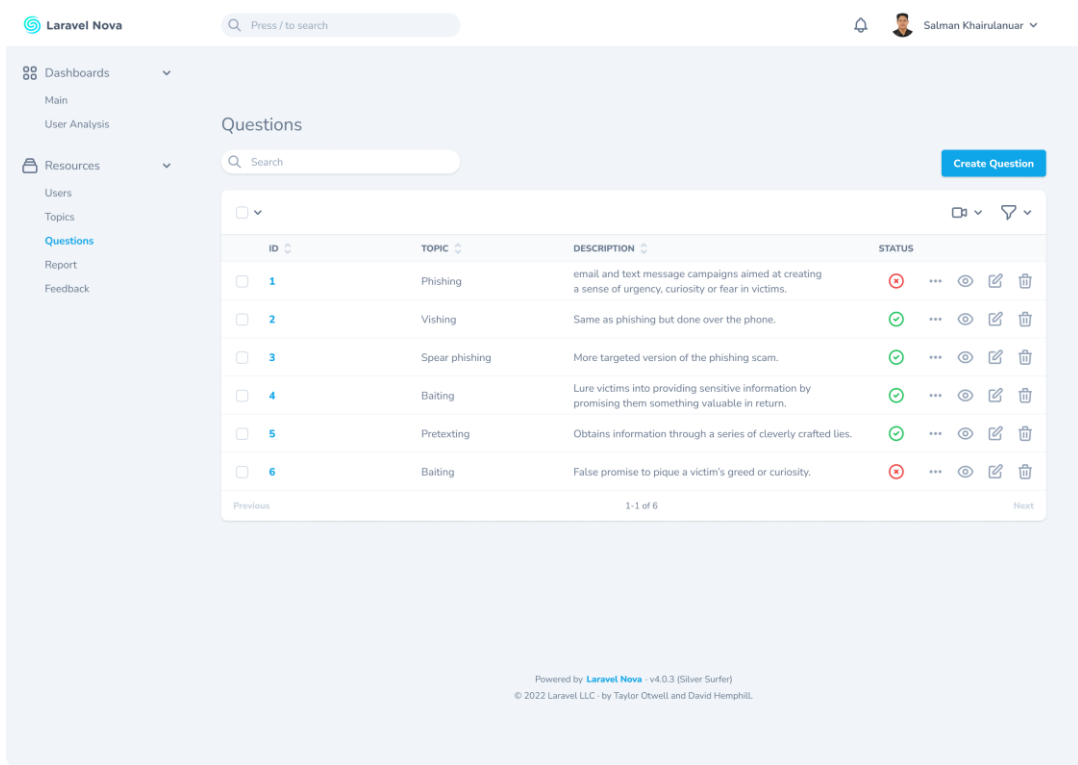 Laravel Nova
Press / to search
Salman Khairulanuar
Dashboards
Main
User Analysis
Resources
Users
Topics
Questions
Report
Feedback
Questions
Search
Create Question
ID TOPIC DESCRIPTION STATUS
1 Phishing email and text message campaigns aimed at creating
a sense of urgency, curiosity or fear in victims.
2 Vishing Same as phishing but done over the phone.
3 Spear phishing More targeted version of the phishing scam.
4 Baiting Lure victims into providing sensitive information by
promising them something valuable in return.
5 Pretexting Obtains information through a series of cleverly crafted lies.
6 Baiting False promise to pique a victim's greed or curiosity.
Previous 1-1 of 6 Next
Powered by Laravel Nova · v4.0.3 (Silver Surfer)
© 2022 Laravel LLC · by Taylor Otwell and David Hemphill.